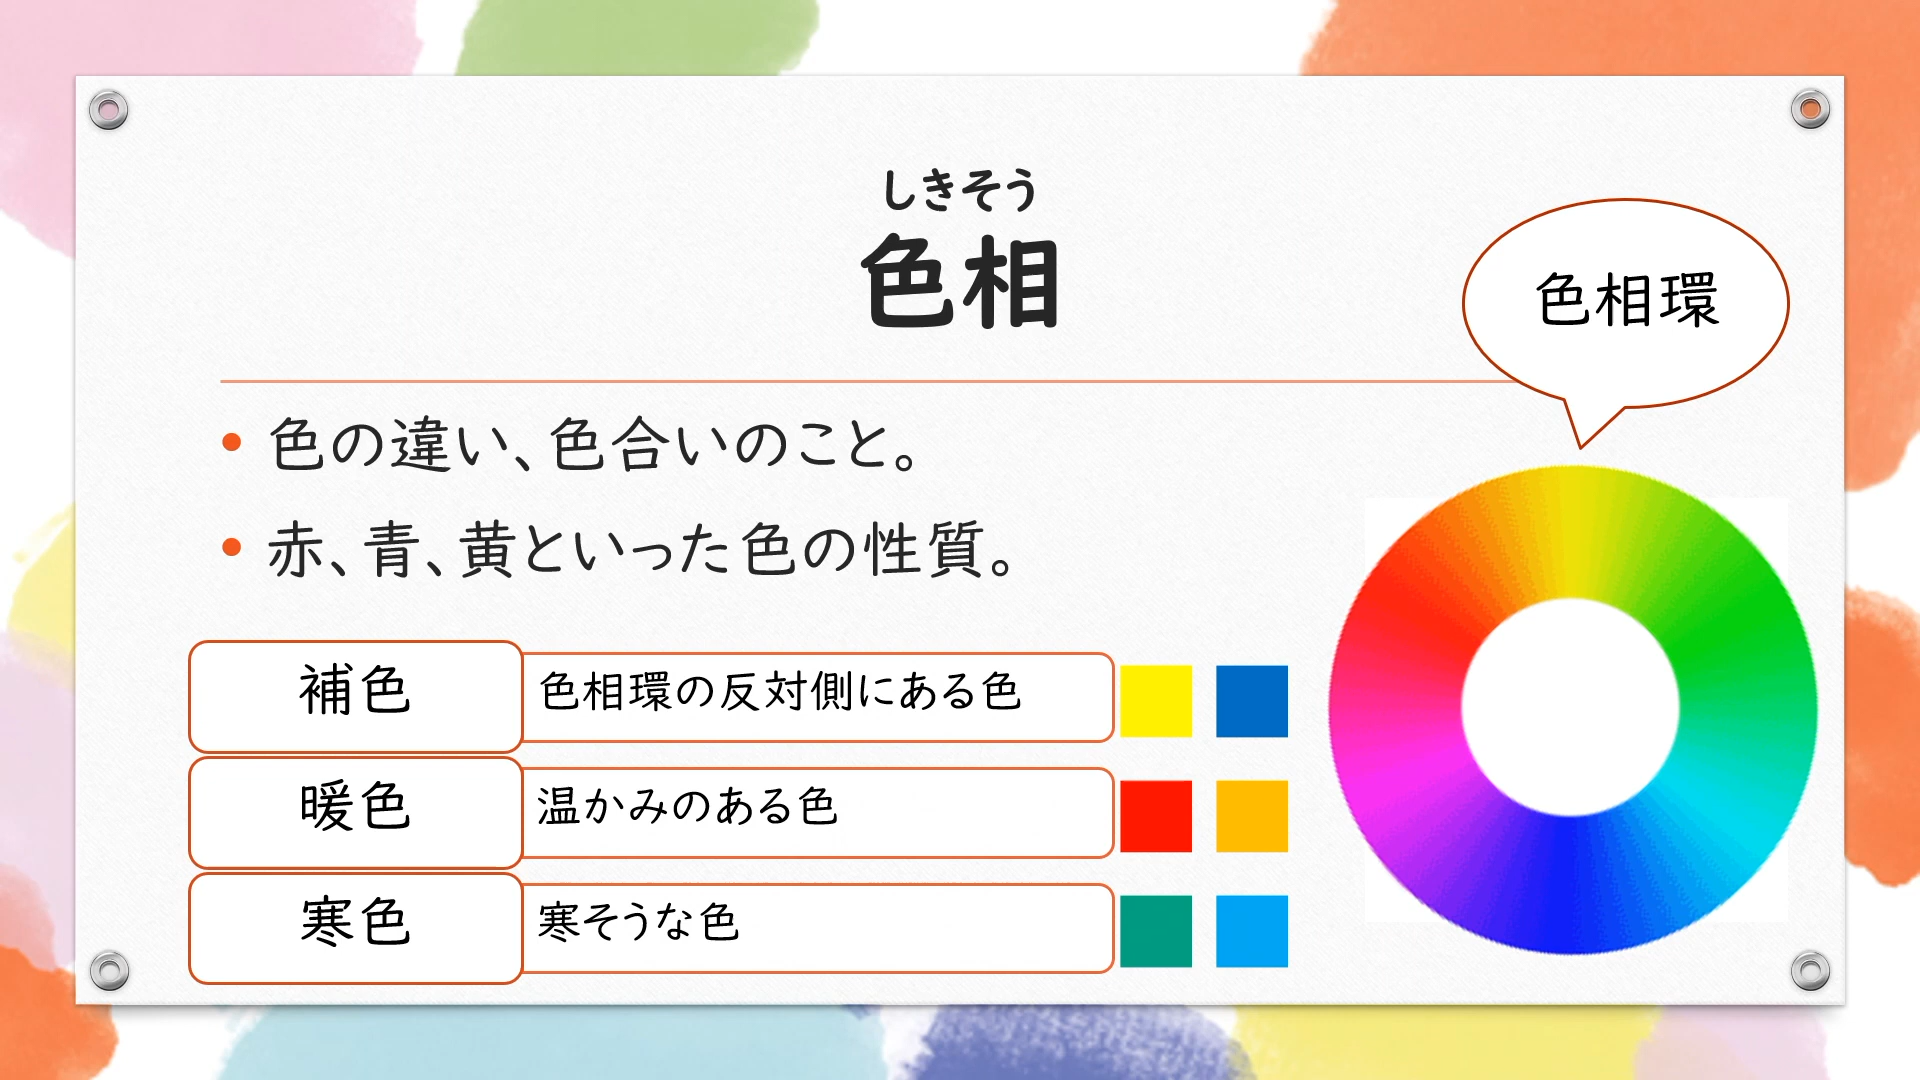 しきそう
色相
色相環
色の違い、色合いのこと。
赤、青、黄といった色の性質。
補色
色相環の反対側にある色
暖色
温かみのある色
寒色
寒そうな色